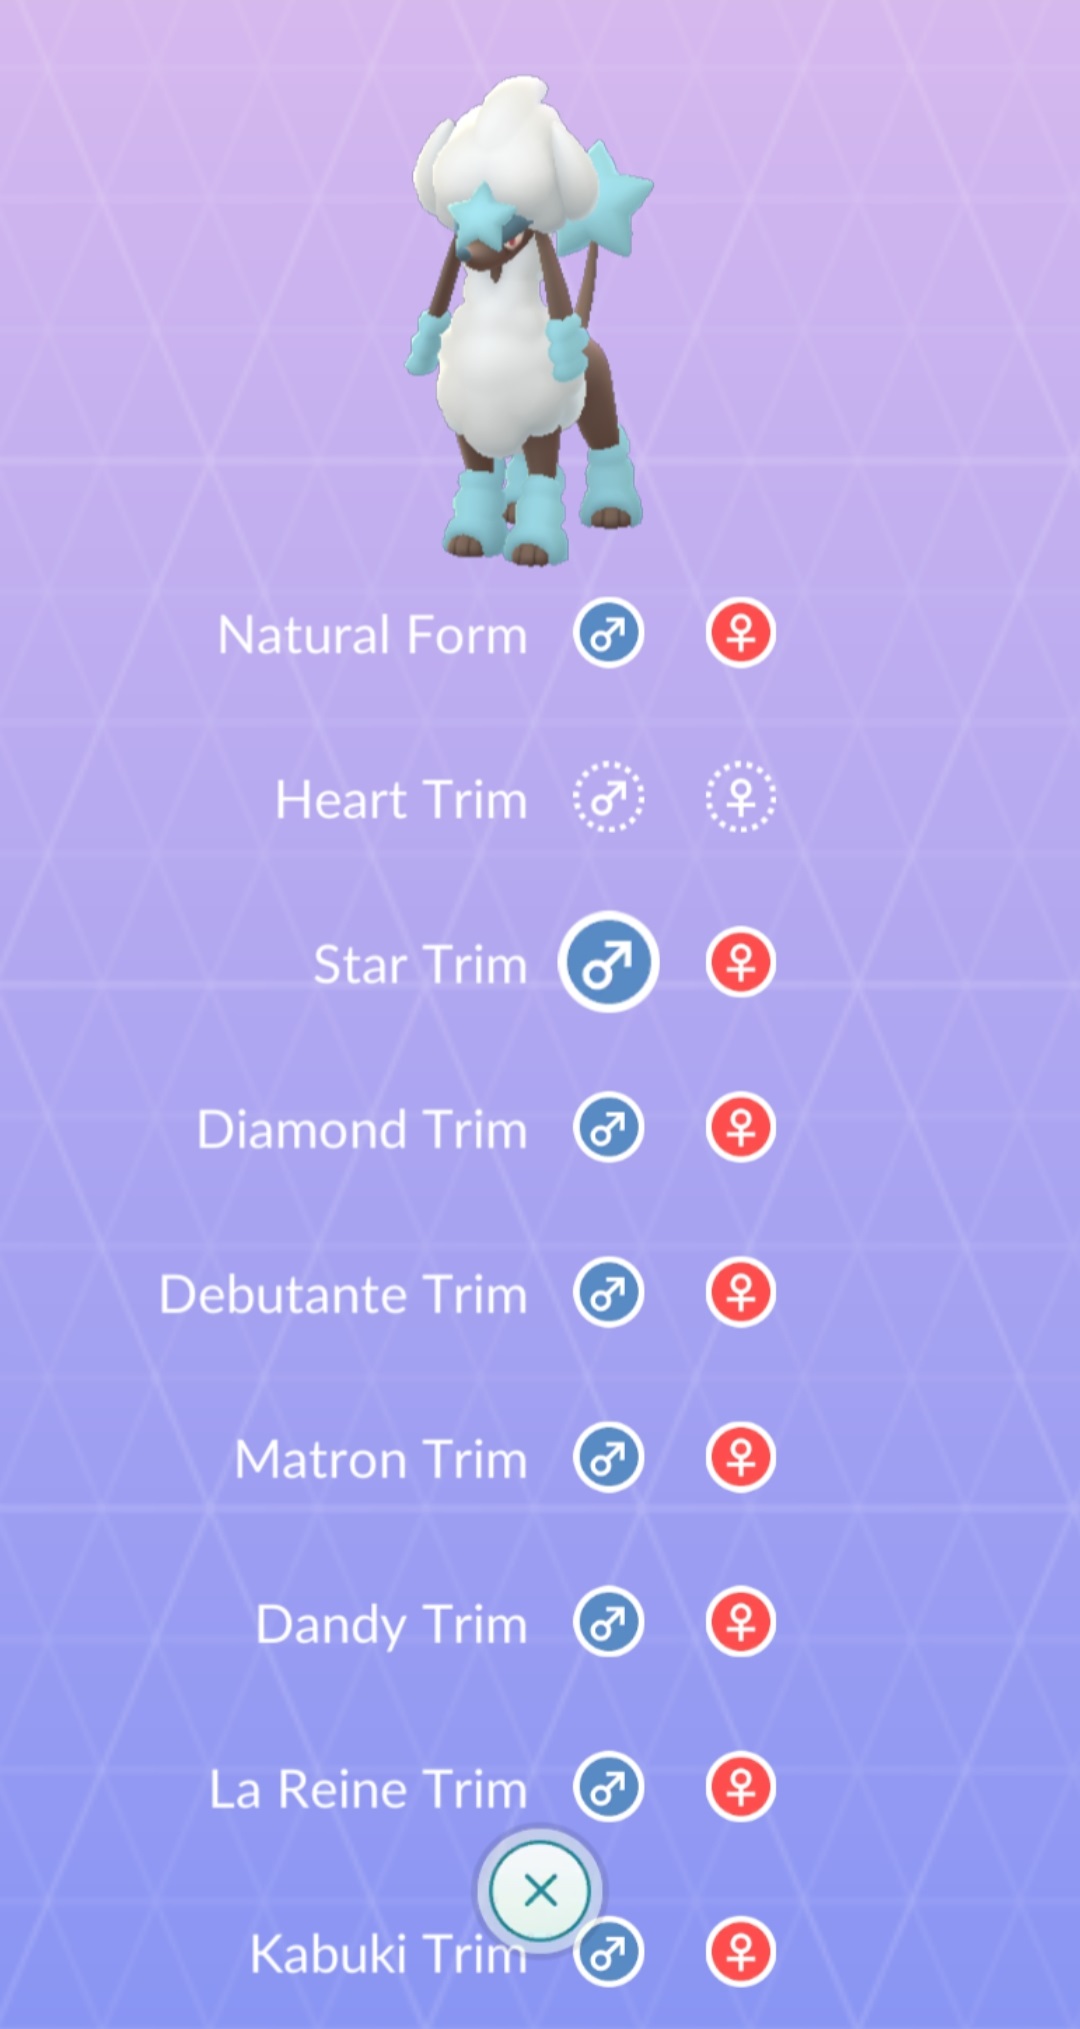 Natural Form
Heart Trim
Star Trim
Diamond Trim
Debutante Trim
Matron Trim
Dandy Trim
La Reine Trim
Kabuki Trim